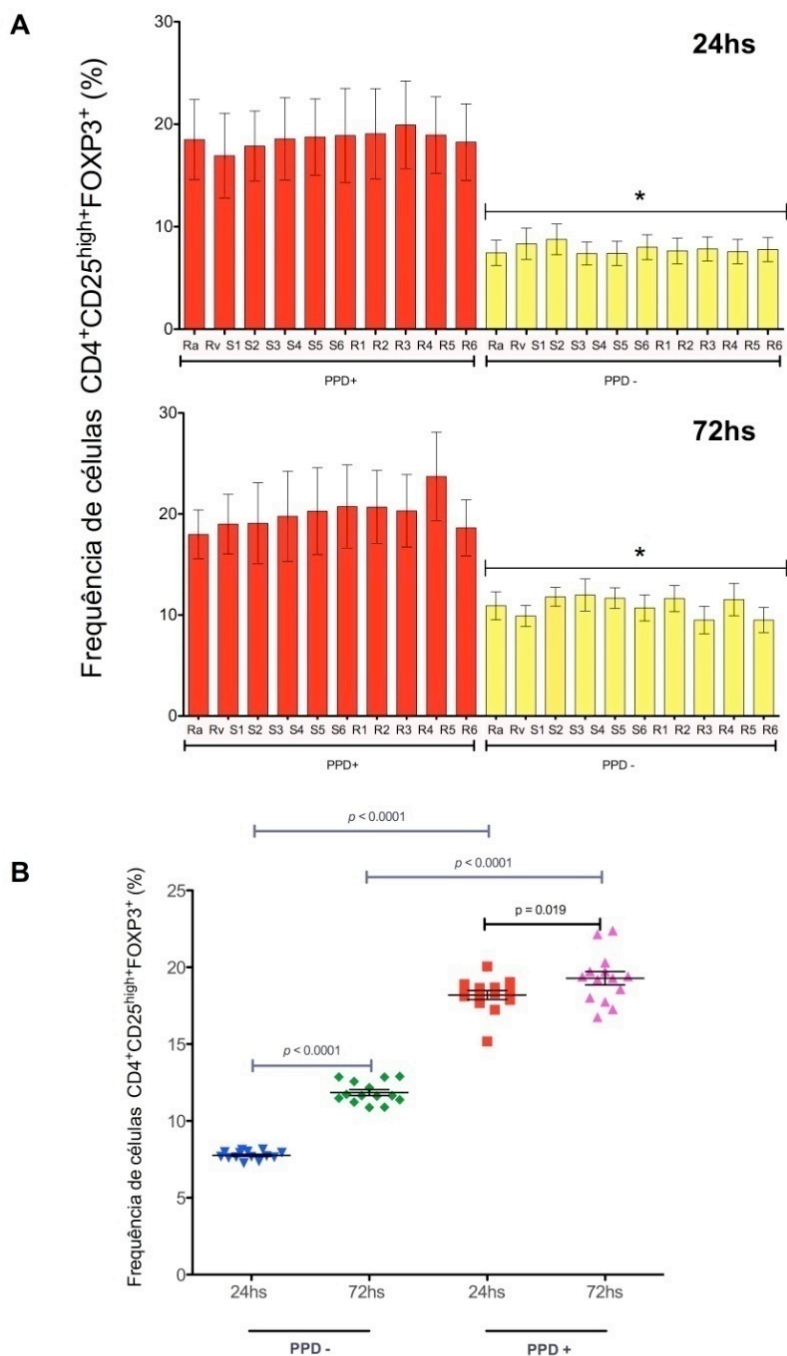 A
24hs
Frequência de células CD4⁺CD25ʰⁱᵍʰ⁺FOXP3⁺ (%)
30
20
10
0
*
Ra Rv S1 S2 S3 S4 S5 S6 R1 R2 R3 R4 R5 R6
Ra Rv S1 S2 S3 S4 S5 S6 R1 R2 R3 R4 R5 R6
PPD+
PPD -
72hs
30
20
10
0
*
Ra Rv S1 S2 S3 S4 S5 S6 R1 R2 R3 R4 R5 R6
Ra Rv S1 S2 S3 S4 S5 S6 R1 R2 R3 R4 R5 R6
PPD+
PPD -
B
Frequência de células CD4⁺CD25ʰⁱᵍʰ⁺FOXP3⁺ (%)
p < 0.0001
p < 0.0001
p = 0.019
p < 0.0001
25
20
15
10
5
0
24hs
72hs
24hs
72hs
PPD -
PPD +